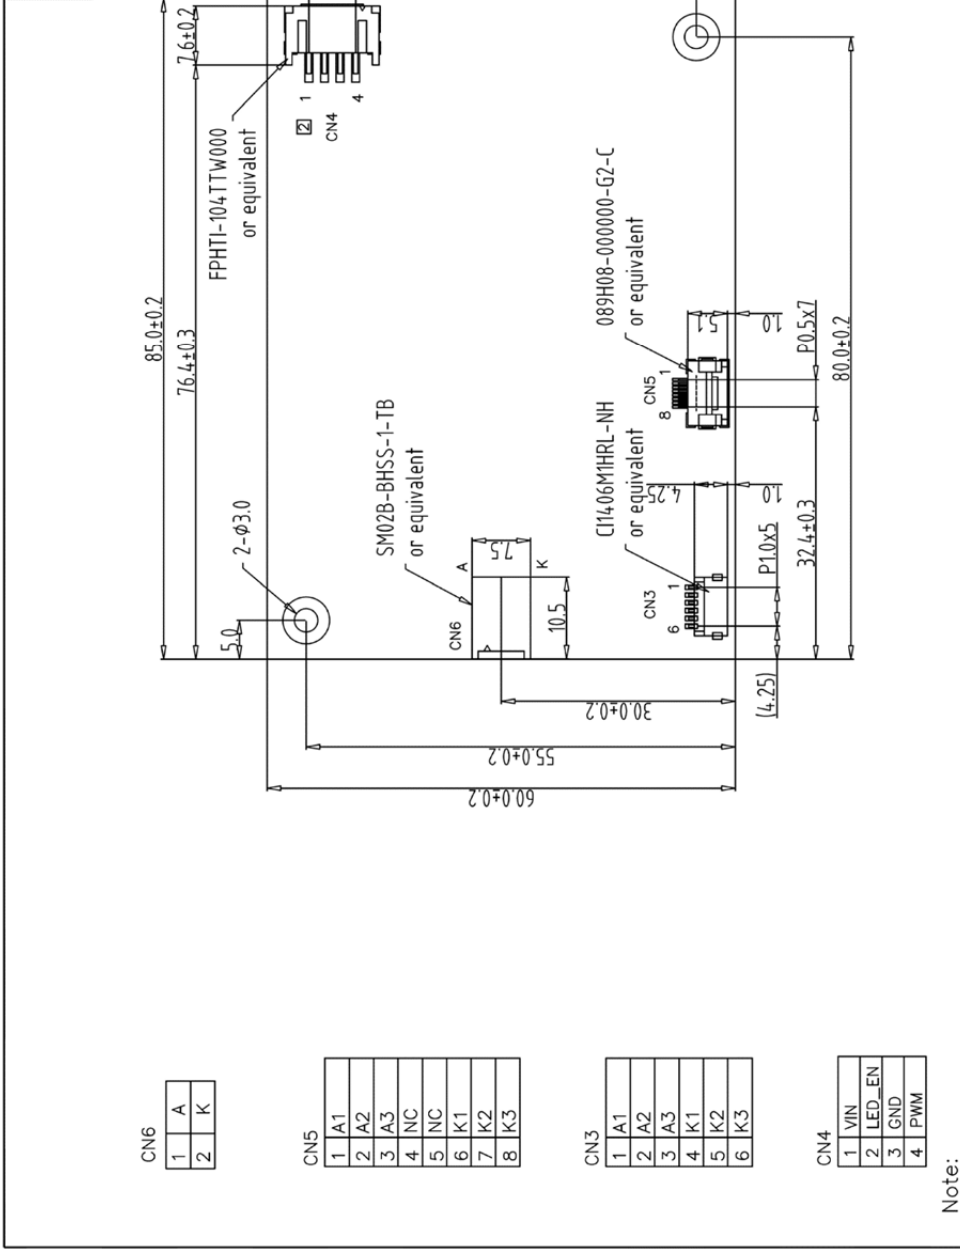 85.0±0.2
76.4±0.3
7.6±0.2
FPHTI-104TTW000
or equivalent
2
1
4
CN4
2-Φ3.0
5.0
SM02B-BHSS-1-TB
or equivalent
CN6
A
K
7.5
10.5
089H08-000000-G2-C
or equivalent
CN5
8
1
5.1
1.0
P0.5x7
80.0±0.2
CI1406M1HRL-NH
or equivalent
CN3
6
1
4.25
1.0
P1.0x5
32.4±0.3
(4.25)
30.0±0.2
55.0±0.2
60.0±0.2
CN6
1 A
2 K
CN5
1 A1
2 A2
3 A3
4 NC
5 NC
6 K1
7 K2
8 K3
CN3
1 A1
2 A2
3 A3
4 K1
5 K2
6 K3
CN4
1 VIN
2 LED_EN
3 GND
4 PWM
Note: